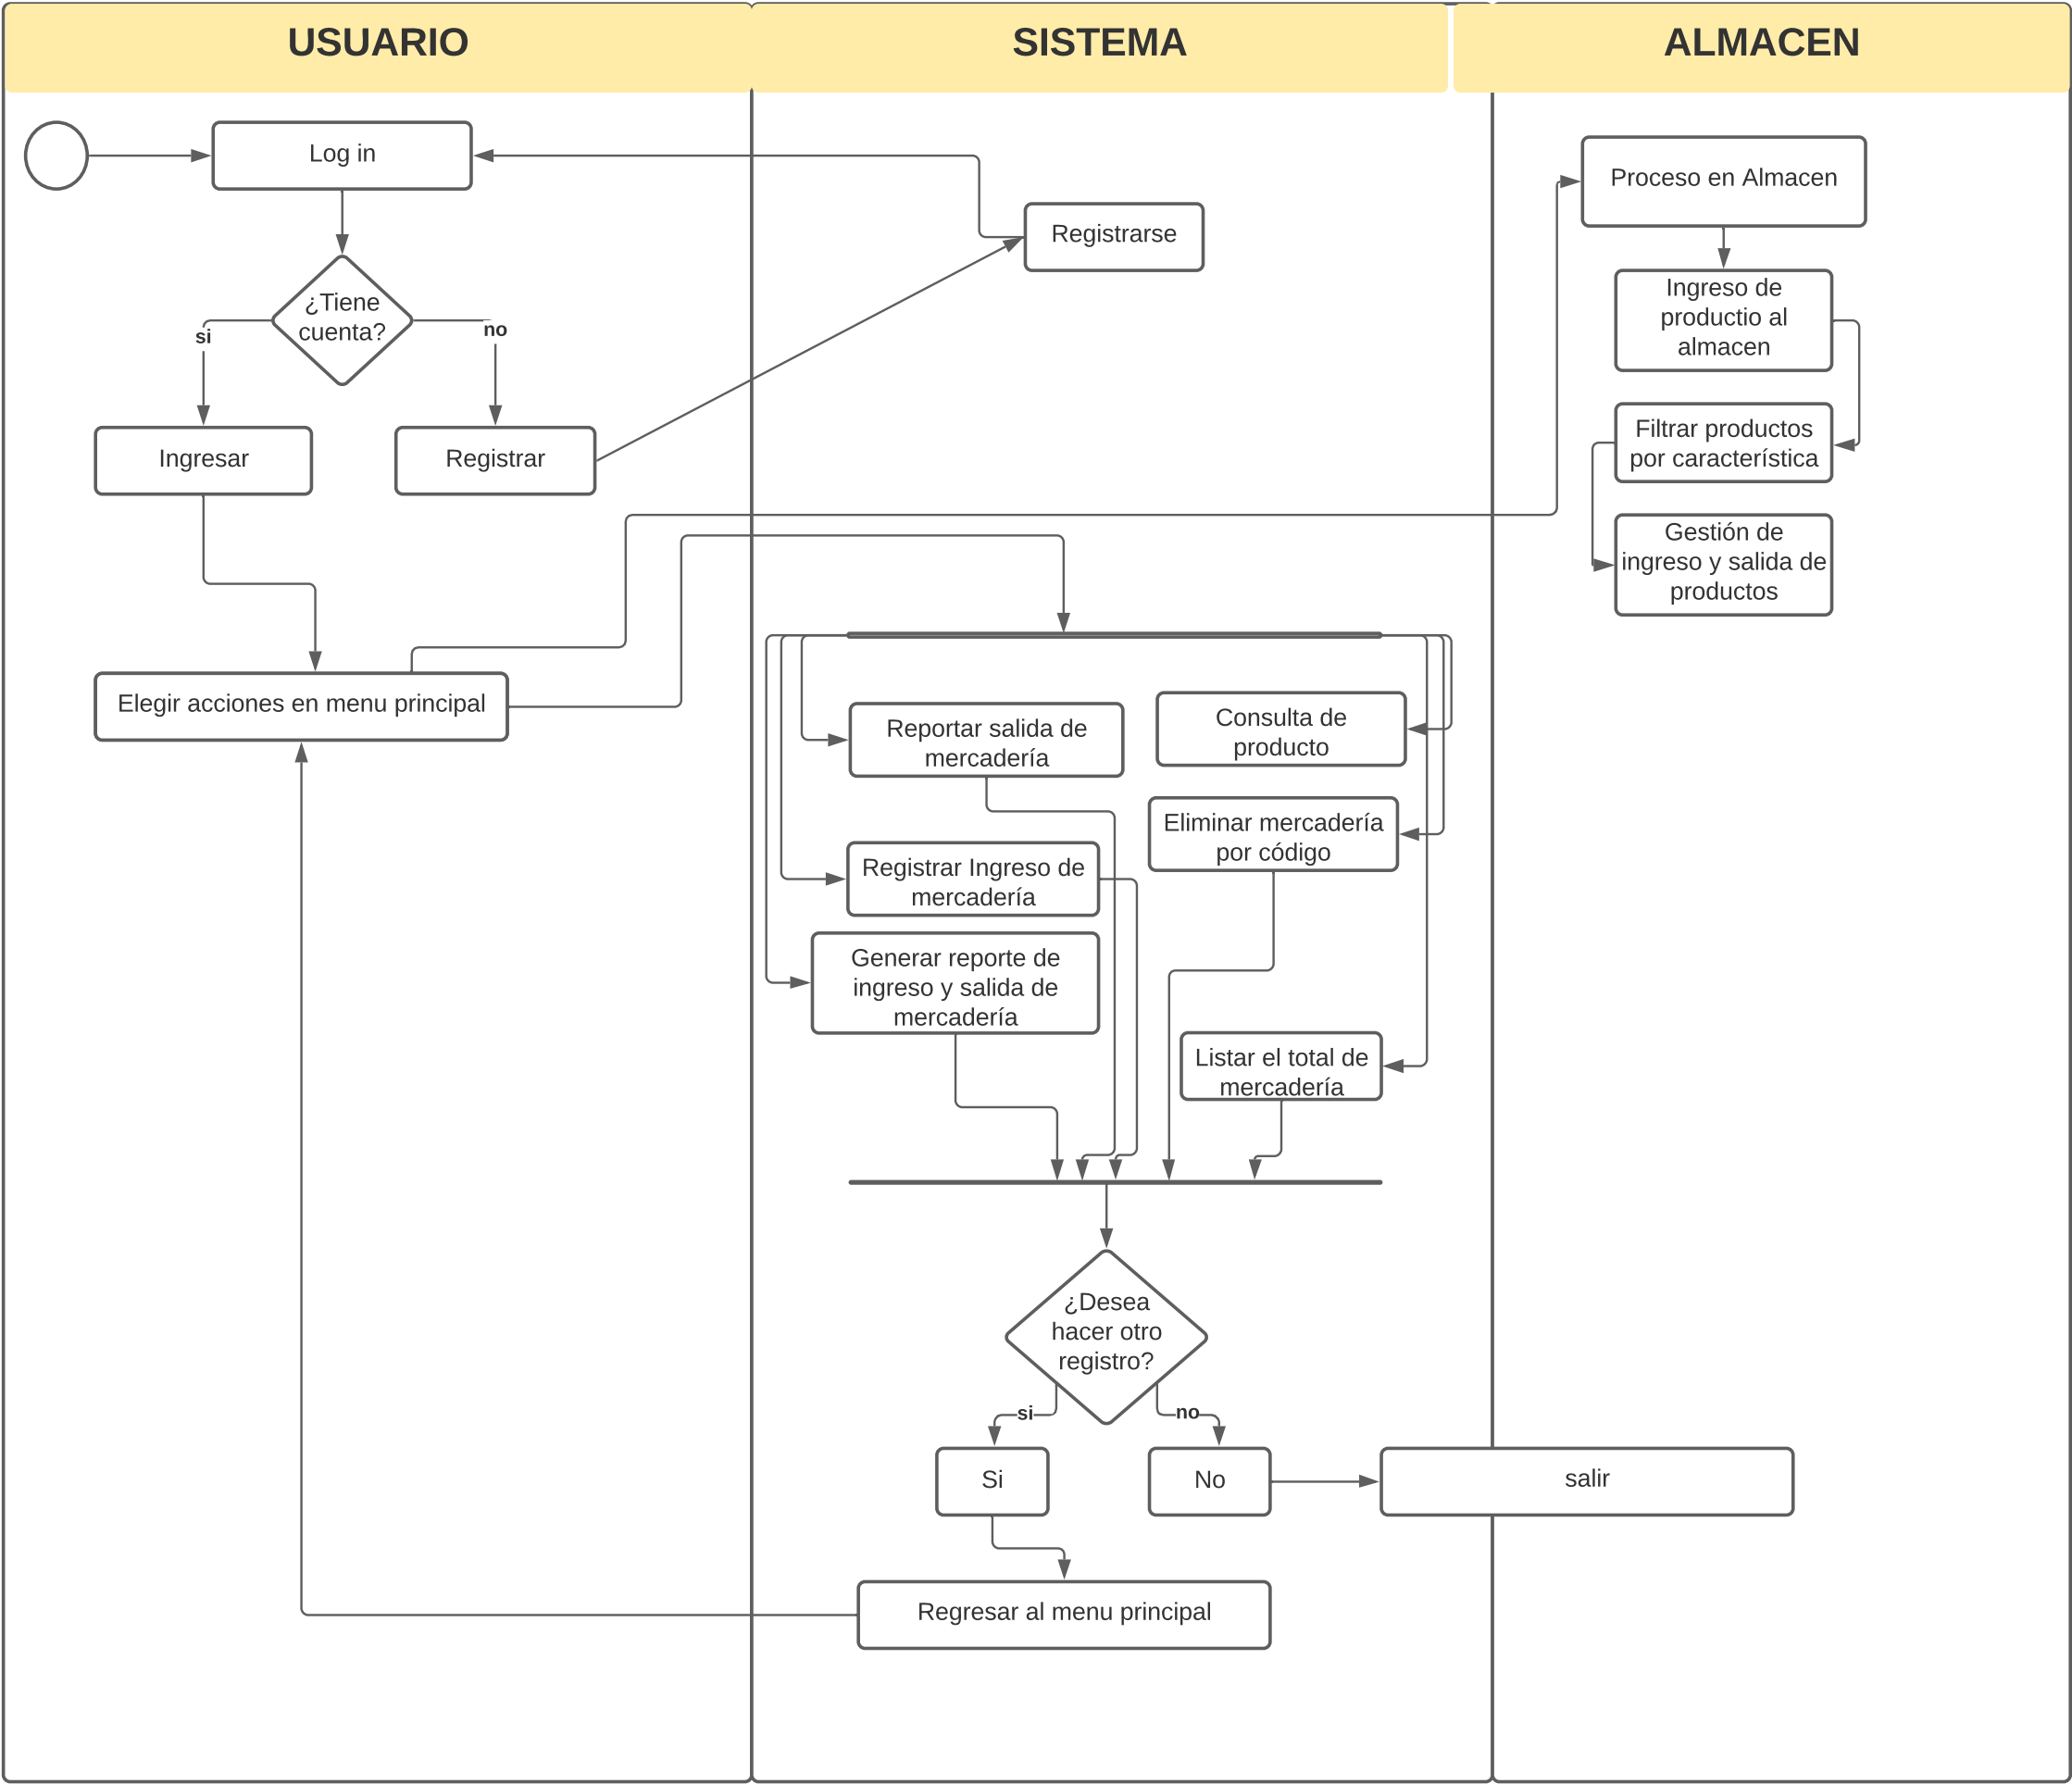 USUARIO
SISTEMA
ALMACEN
Log in
¿Tiene
cuenta?
si
no
Ingresar
Registrar
Elegir acciones en menu principal
Registrarse
Reportar salida de
mercadería
Consulta de
producto
Eliminar mercadería
por código
Registrar Ingreso de
mercadería
Generar reporte de
ingreso y salida de
mercadería
Listar el total de
mercadería
¿Desea
hacer otro
registro?
si
no
Si
No
salir
Regresar al menu principal
Proceso en Almacen
Ingreso de
productio al
almacen
Filtrar productos
por característica
Gestión de
ingreso y salida de
productos